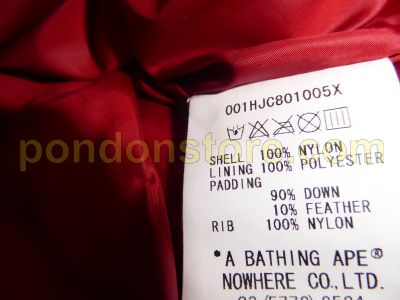 001HJC801005X
pondonstore.com
SHELL 100% NYLON
LINING 100% POLYESTER
PADDING
90% DOWN
10% FEATHER
RIB 100% NYLON
*A BATHING APE®
NOWHERE CO., LTD.